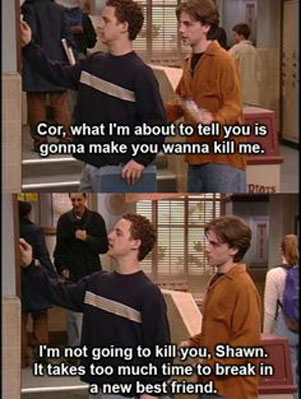 Cor, what I'm about to tell you is
gonna make you wanna kill me.
I'm not going to kill you, Shawn.
It takes too much time to break in
a new best friend.